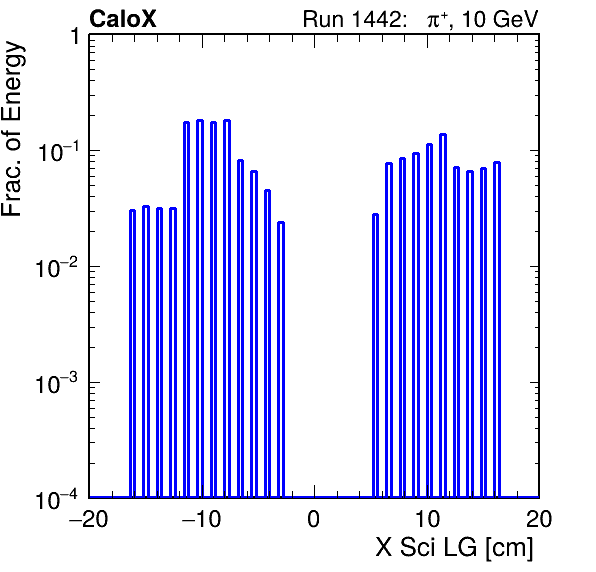 CaloX Run 1442: π⁺, 10 GeV
Frac. of Energy
1
10⁻¹
10⁻²
10⁻³
10⁻⁴
−20 −10 0 10 20
X Sci LG [cm]